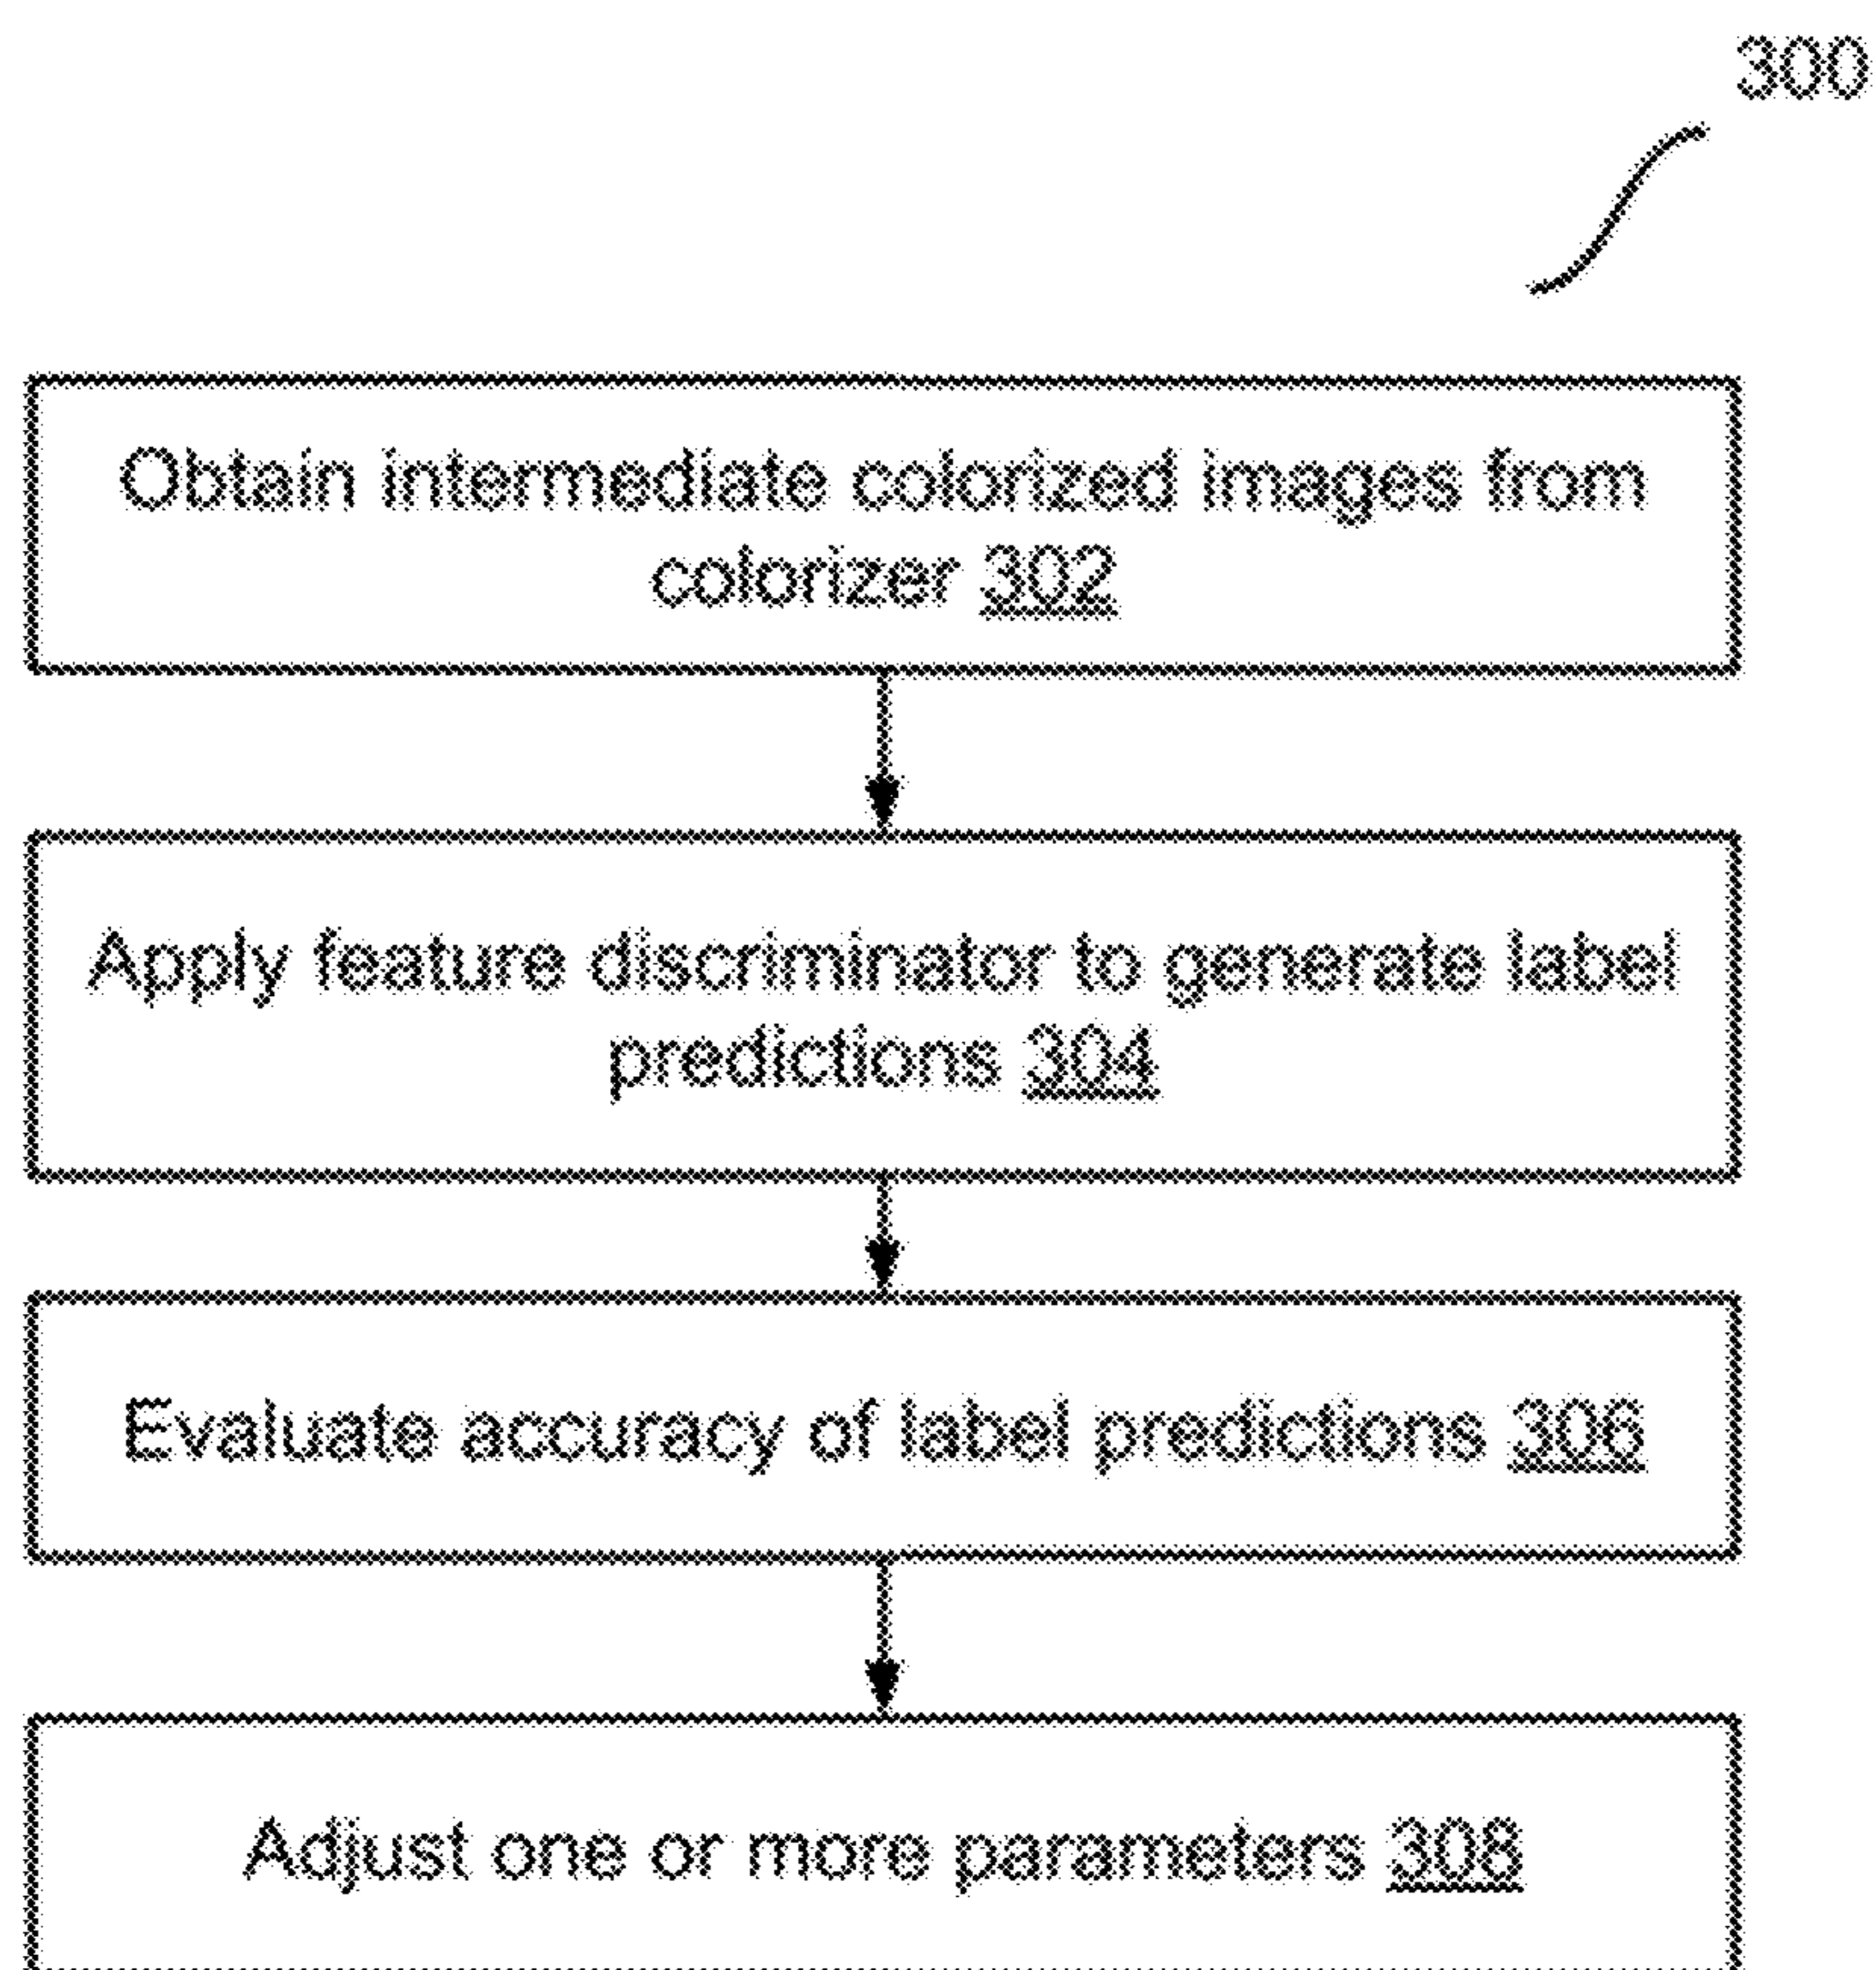 300
Obtain intermediate colorized images from
colorizer 302
Apply feature discriminator to generate label
predictions 304
Evaluate accuracy of label predictions 306
Adjust one or more parameters 308